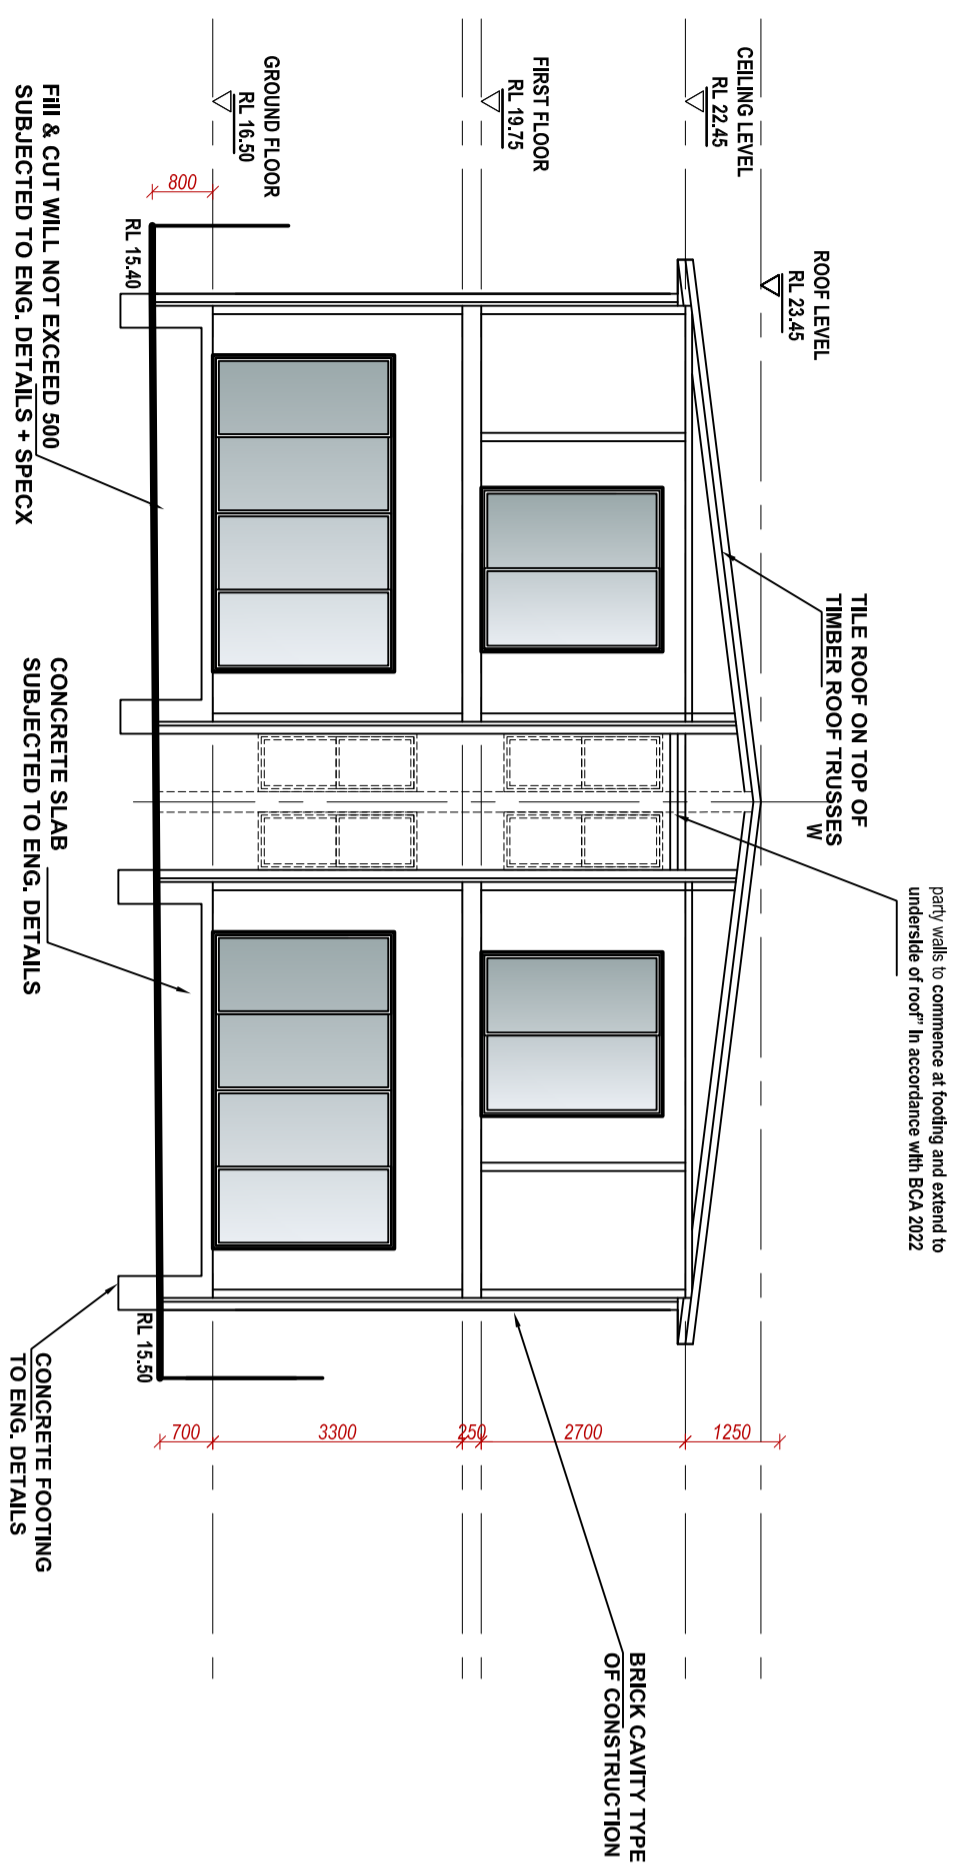 party walls to commence at footing and extend to
underside of roof" in accordance with BCA 2022
TILE ROOF ON TOP OF
TIMBER ROOF TRUSSES
W
ROOF LEVEL
RL 23.45
CEILING LEVEL
RL 22.45
FIRST FLOOR
RL 19.75
GROUND FLOOR
RL 16.50
800
RL 15.40
1250
2700
250
3300
700
RL 15.50
BRICK CAVITY TYPE
OF CONSTRUCTION
Fill & CUT WILL NOT EXCEED 500
SUBJECTED TO ENG. DETAILS + SPECX
CONCRETE SLAB
SUBJECTED TO ENG. DETAILS
CONCRETE FOOTING
TO ENG. DETAILS